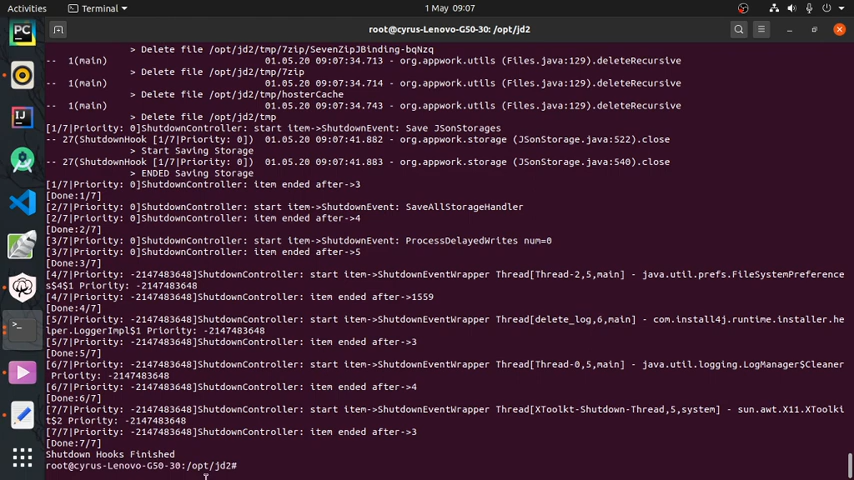 Activities
Terminal
1 May 09:07
root@cyrus-Lenovo-G50-30: /opt/jd2
> Delete file /opt/jd2/tmp/7zip/SevenZipJBinding-bqNzq
-- 1(main) 01.05.20 09:07:34.713 - org.appwork.utils (Files.java:129).deleteRecursive
> Delete file /opt/jd2/tmp/7zip
-- 1(main) 01.05.20 09:07:34.714 - org.appwork.utils (Files.java:129).deleteRecursive
> Delete file /opt/jd2/tmp/hosterCache
-- 1(main) 01.05.20 09:07:34.743 - org.appwork.utils (Files.java:129).deleteRecursive
> Delete file /opt/jd2/tmp
[1/7|Priority: 0]ShutdownController: start item->ShutdownEvent: Save JSonStorages
-- 27(ShutdownHook [1/7|Priority: 0]) 01.05.20 09:07:41.882 - org.appwork.storage (JSonStorage.java:522).close
> Start Saving Storage
-- 27(ShutdownHook [1/7|Priority: 0]) 01.05.20 09:07:41.883 - org.appwork.storage (JSonStorage.java:540).close
> ENDED Saving Storage
[1/7|Priority: 0]ShutdownController: item ended after->3
[Done:1/7]
[2/7|Priority: 0]ShutdownController: start item->ShutdownEvent: SaveAllStorageHandler
[2/7|Priority: 0]ShutdownController: item ended after->4
[Done:2/7]
[3/7|Priority: 0]ShutdownController: start item->ShutdownEvent: ProcessDelayedWrites num=0
[3/7|Priority: 0]ShutdownController: item ended after->5
[Done:3/7]
[4/7|Priority: -2147483648]ShutdownController: start item->ShutdownEventWrapper Thread[Thread-2,5,main] - java.util.prefs.FileSystemPreference
s$4$1 Priority: -2147483648
[4/7|Priority: -2147483648]ShutdownController: item ended after->1559
[Done:4/7]
[5/7|Priority: -2147483648]ShutdownController: start item->ShutdownEventWrapper Thread[delete_log,6,main] - com.install4j.runtime.installer.he
lper.LoggerImpl$1 Priority: -2147483648
[5/7|Priority: -2147483648]ShutdownController: item ended after->3
[Done:5/7]
[6/7|Priority: -2147483648]ShutdownController: start item->ShutdownEventWrapper Thread[Thread-0,5,main] - java.util.logging.LogManager$Cleaner
Priority: -2147483648
[6/7|Priority: -2147483648]ShutdownController: item ended after->4
[Done:6/7]
[7/7|Priority: -2147483648]ShutdownController: start item->ShutdownEventWrapper Thread[XToolkt-Shutdown-Thread,5,system] - sun.awt.X11.XToolki
t$2 Priority: -2147483648
[7/7|Priority: -2147483648]ShutdownController: item ended after->3
[Done:7/7]
Shutdown Hooks Finished
root@cyrus-Lenovo-G50-30:/opt/jd2#